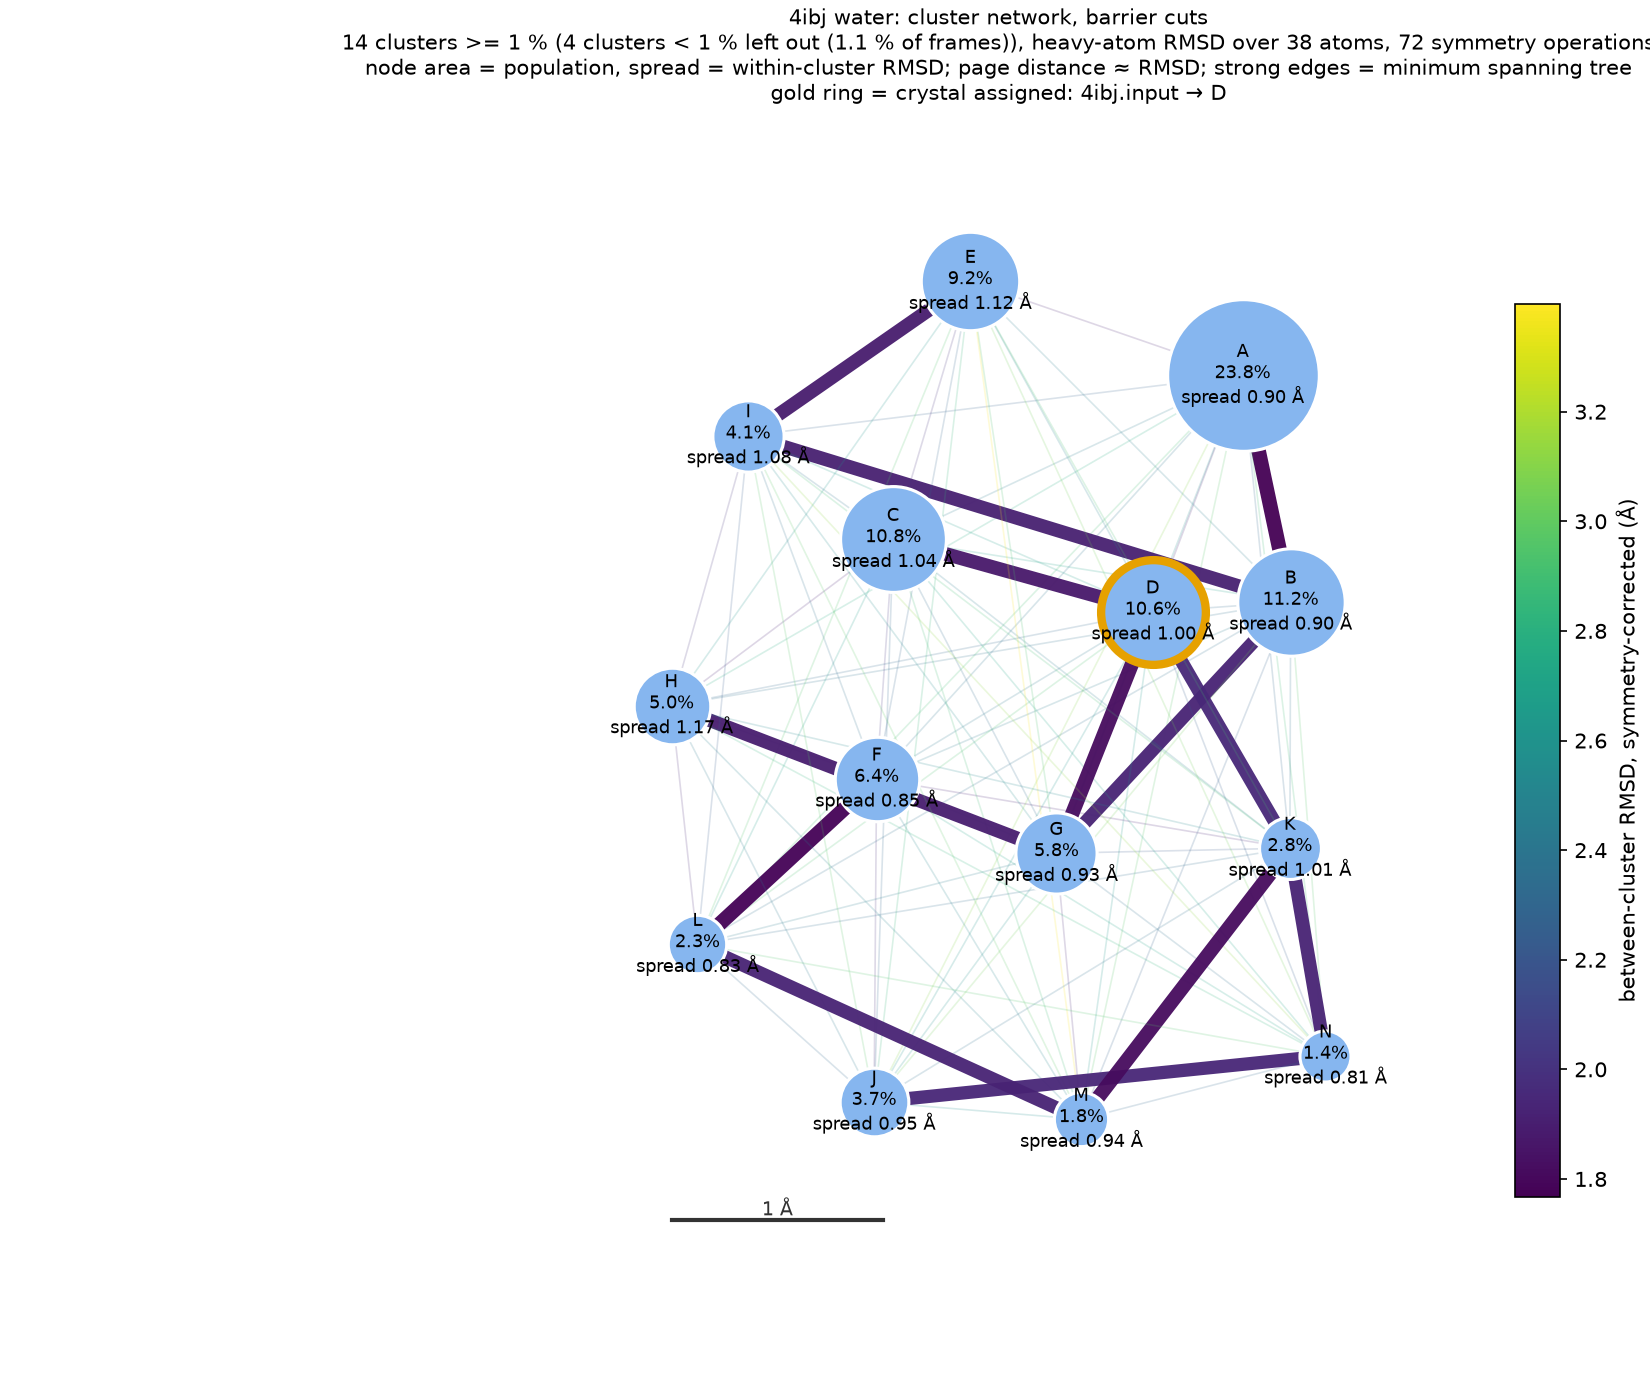 4ibj water: cluster network, barrier cuts
14 clusters >= 1 % (4 clusters < 1 % left out (1.1 % of frames)), heavy-atom RMSD over 38 atoms, 72 symmetry operations
node area = population, spread = within-cluster RMSD; page distance ≈ RMSD; strong edges = minimum spanning tree
gold ring = crystal assigned: 4ibj.input → D
E
9.2%
spread 1.12 Å
A
23.8%
spread 0.90 Å
I
4.1%
spread 1.08 Å
C
10.8%
spread 1.04 Å
D
10.6%
spread 1.00 Å
B
11.2%
spread 0.90 Å
H
5.0%
spread 1.17 Å
F
6.4%
spread 0.85 Å
G
5.8%
spread 0.93 Å
K
2.8%
spread 1.01 Å
L
2.3%
spread 0.83 Å
N
1.4%
spread 0.81 Å
J
3.7%
spread 0.95 Å
M
1.8%
spread 0.94 Å
1 Å
3.2
3.0
2.8
2.6
2.4
2.2
2.0
1.8
between-cluster RMSD, symmetry-corrected (Å)